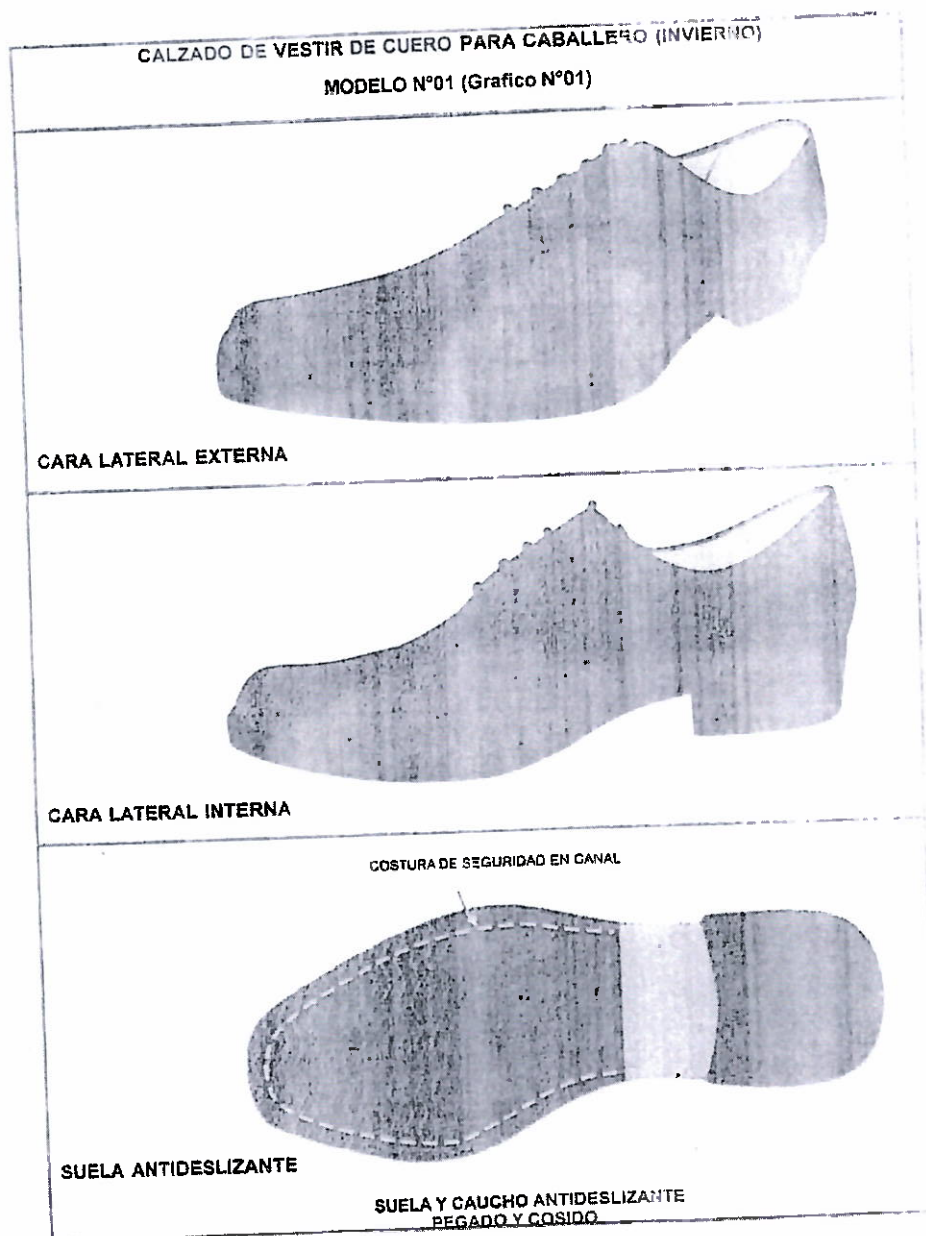 CALZADO DE VESTIR DE CUERO PARA CABALLERO (INVIERNO)
MODELO N°01 (Grafico N°01)
CARA LATERAL EXTERNA
CARA LATERAL INTERNA
COSTURA DE SEGURIDAD EN CANAL
SUELA ANTIDESLIZANTE
SUELA Y CAUCHO ANTIDESLIZANTE
PEGADO Y COSIDO